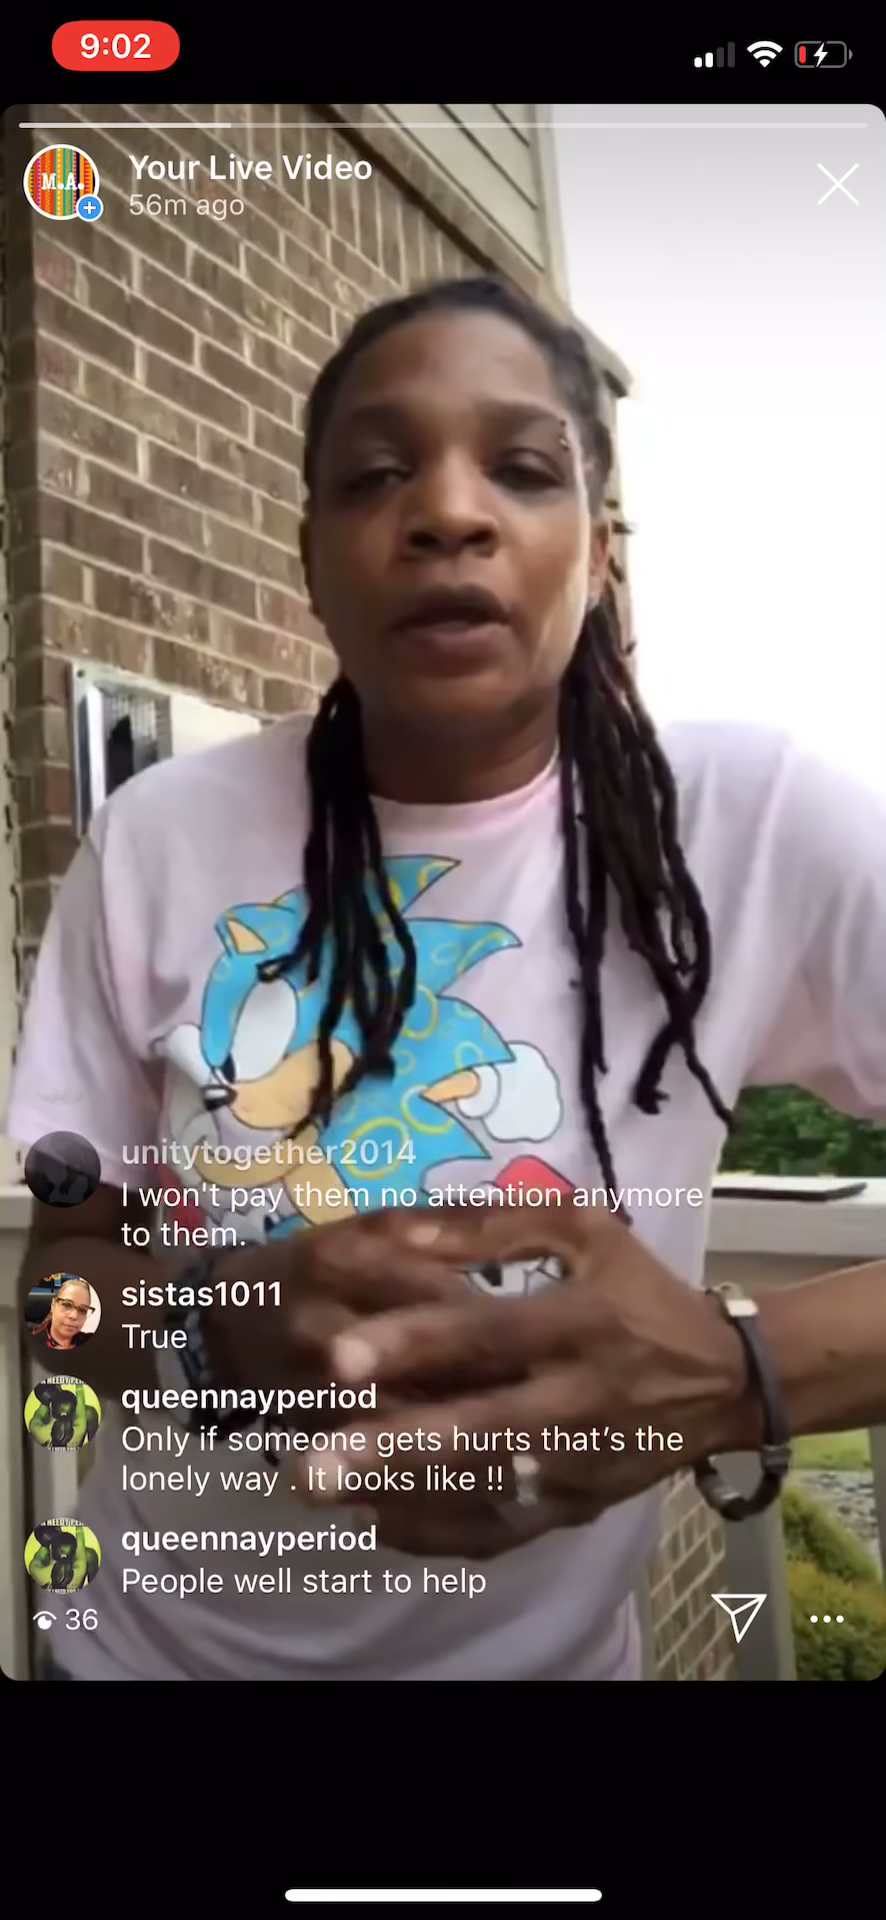 9:02
Your Live Video
M.A.
56m ago
unitytogether2014
I won't pay them no attention anymore
to them.
sistas1011
True
queennayperiod
Only if someone gets hurts that’s the
lonely way . It looks like !!
queennayperiod
People well start to help
36